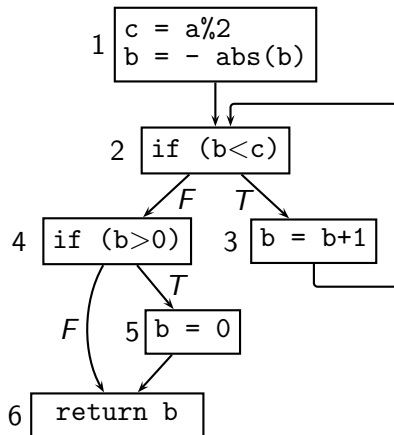 1
c = a%2
b = - abs(b)
2
if (b<c)
F
T
4
if (b>0)
3
b = b+1
F
T
5
b = 0
6
return b